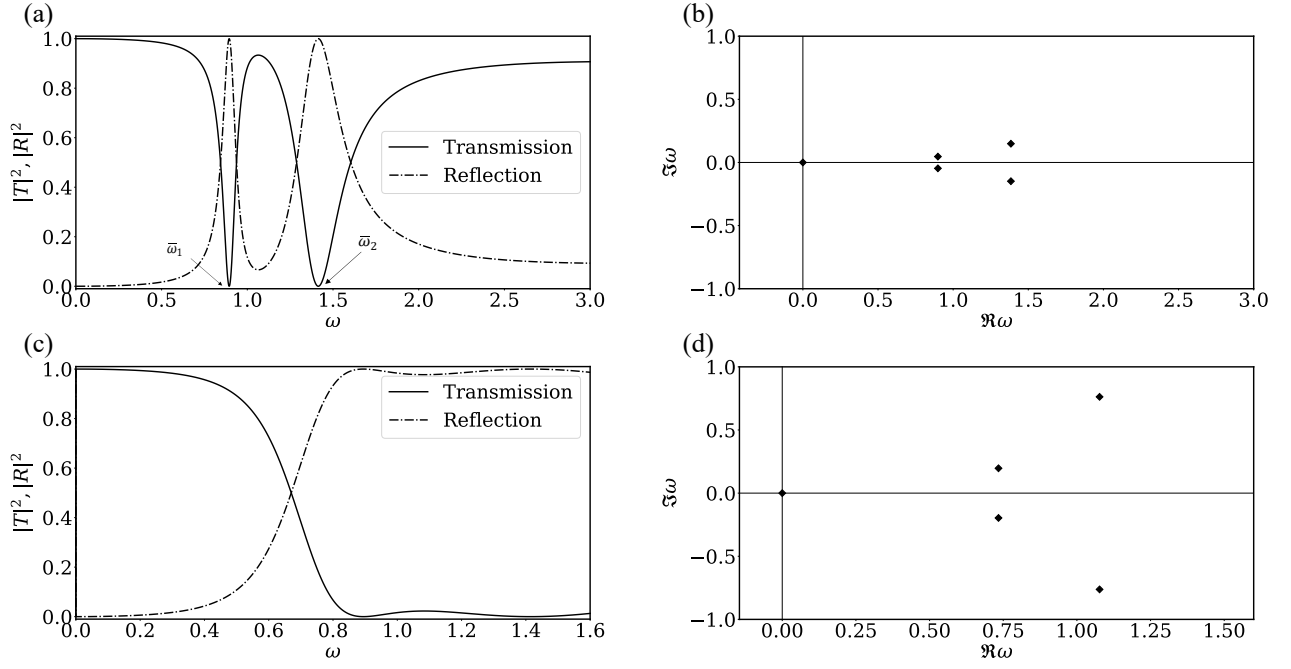 (a)
1.0
0.8
0.6
0.4
0.2
0.0
|T|², |R|²
Transmission
Reflection
ω̅₁
ω̅₂
0.0 0.5 1.0 1.5 2.0 2.5 3.0
ω
(b)
1.0
0.5
0.0
−0.5
−1.0
ℑω
0.0 0.5 1.0 1.5 2.0 2.5 3.0
ℜω
(c)
1.0
0.8
0.6
0.4
0.2
0.0
|T|², |R|²
Transmission
Reflection
0.0 0.2 0.4 0.6 0.8 1.0 1.2 1.4 1.6
ω
(d)
1.0
0.5
0.0
−0.5
−1.0
ℑω
0.00 0.25 0.50 0.75 1.00 1.25 1.50
ℜω